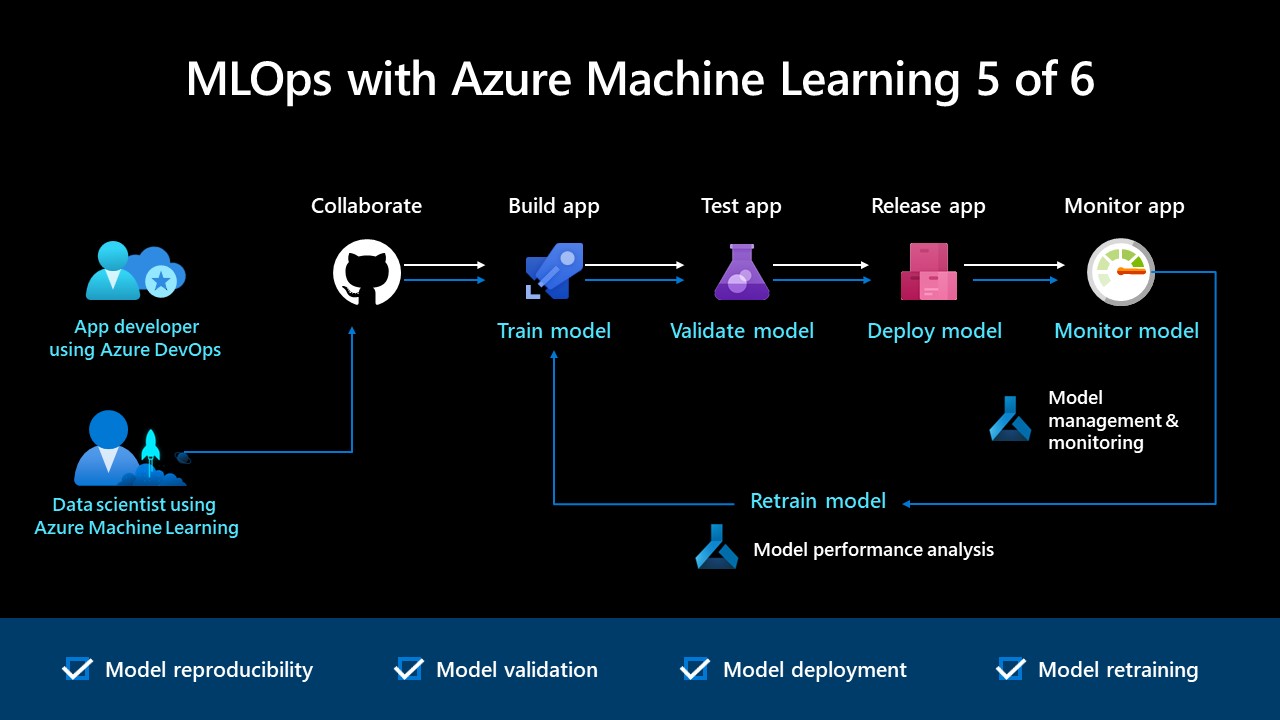 MLOps with Azure Machine Learning 5 of 6
Collaborate
Build app
Test app
Release app
Monitor app
App developer
using Azure DevOps
Train model
Validate model
Deploy model
Monitor model
Model
management &
monitoring
Data scientist using
Azure Machine Learning
Retrain model
Model performance analysis
Model reproducibility
Model validation
Model deployment
Model retraining